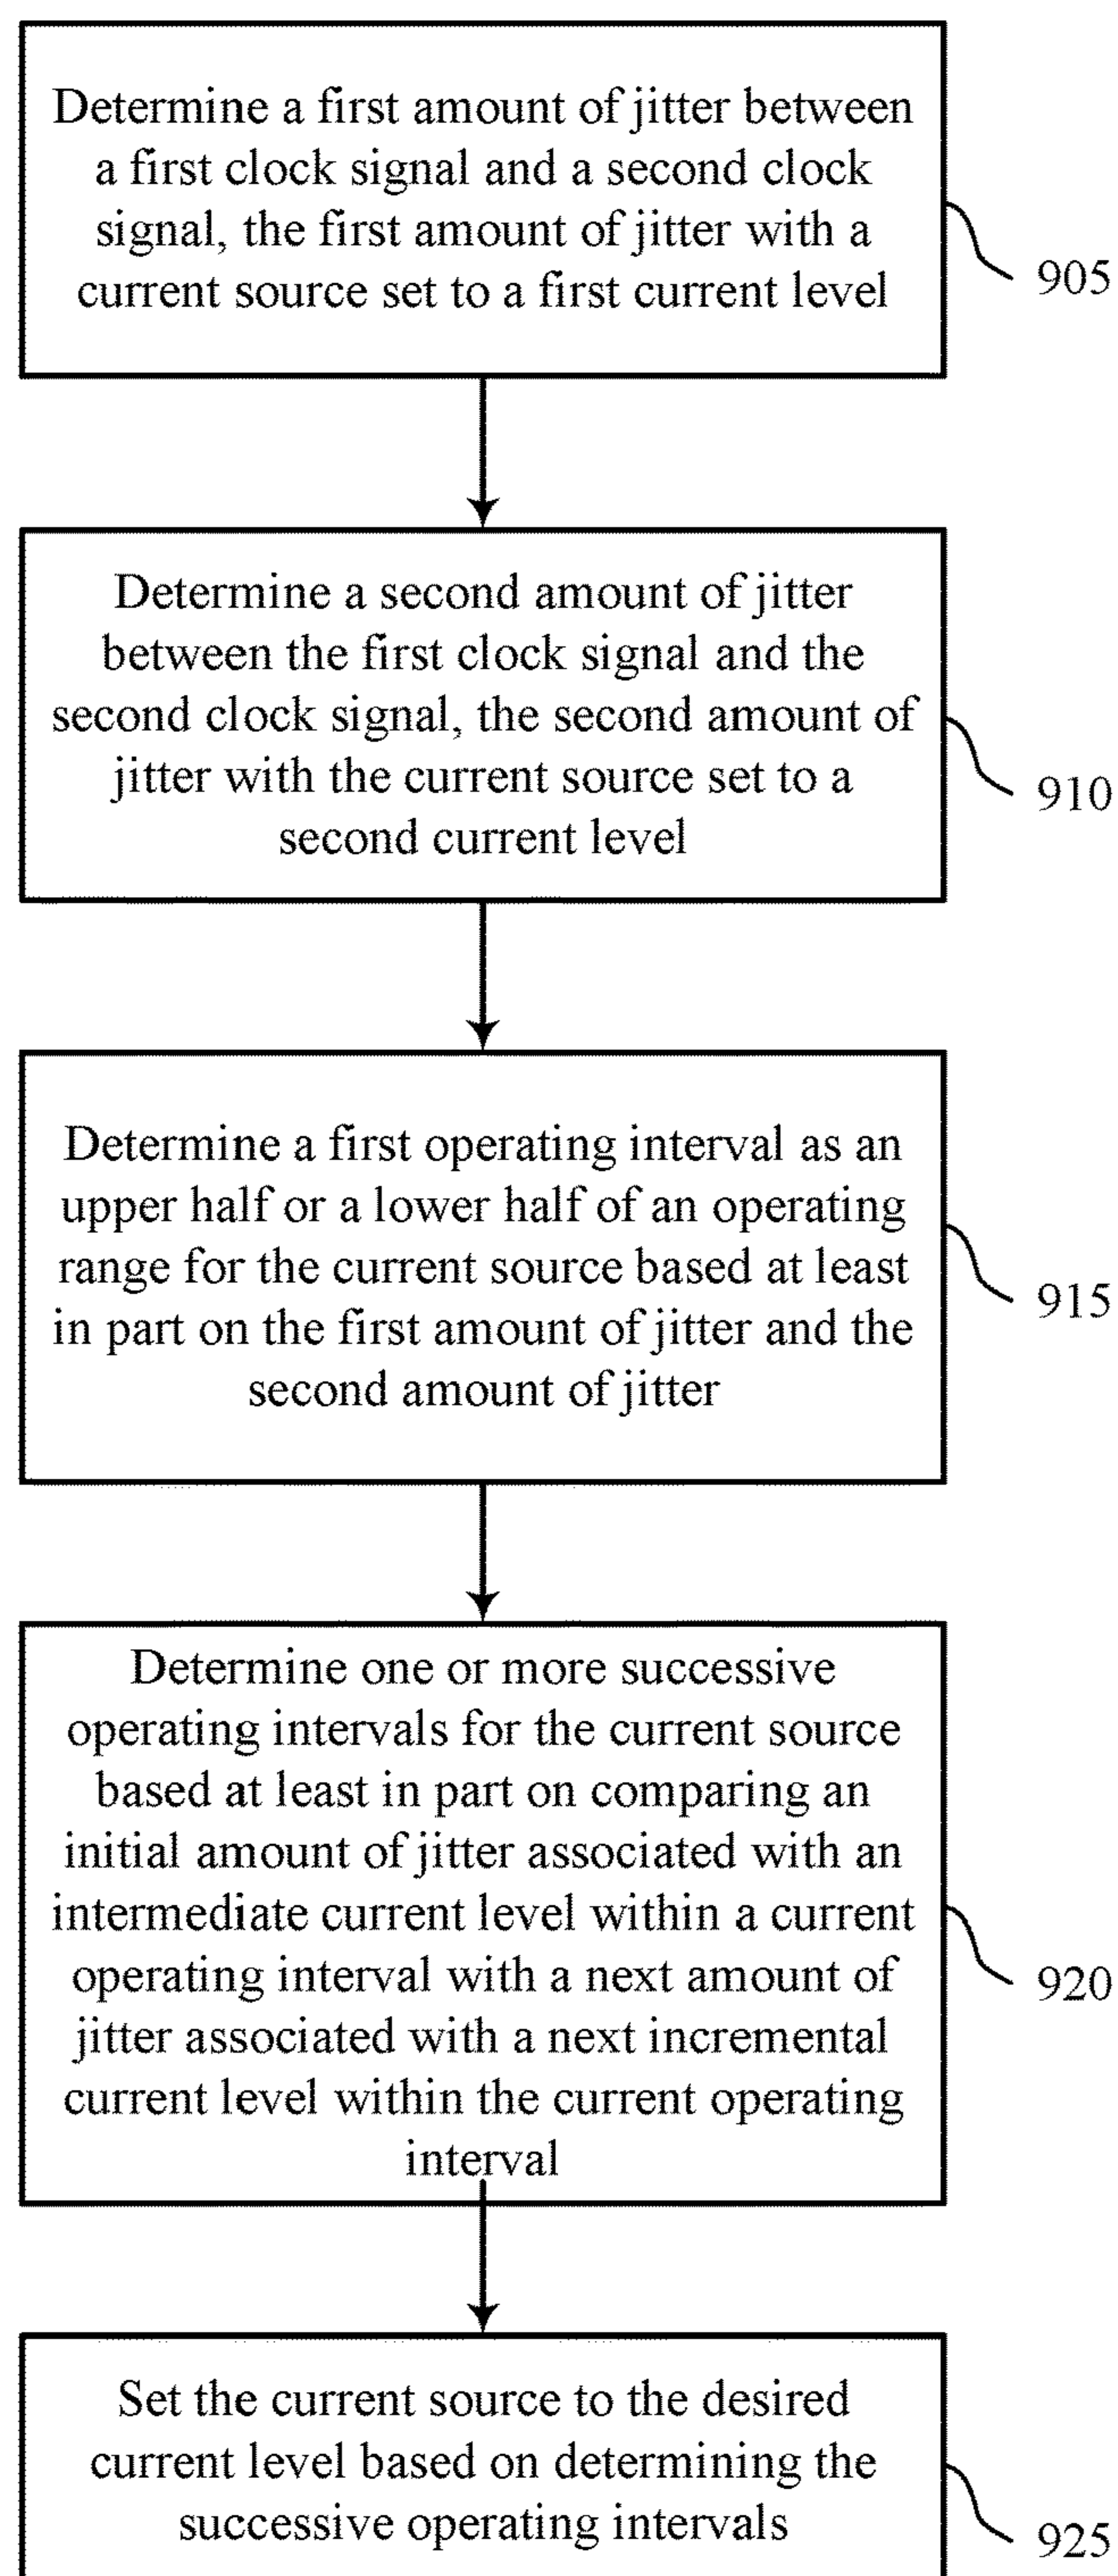 Determine a first amount of jitter between
a first clock signal and a second clock
signal, the first amount of jitter with a
current source set to a first current level
905
Determine a second amount of jitter
between the first clock signal and the
second clock signal, the second amount of
jitter with the current source set to a
second current level
910
Determine a first operating interval as an
upper half or a lower half of an operating
range for the current source based at least
in part on the first amount of jitter and the
second amount of jitter
915
Determine one or more successive
operating intervals for the current source
based at least in part on comparing an
initial amount of jitter associated with an
intermediate current level within a current
operating interval with a next amount of
jitter associated with a next incremental
current level within the current operating
interval
920
Set the current source to the desired
current level based on determining the
successive operating intervals
925